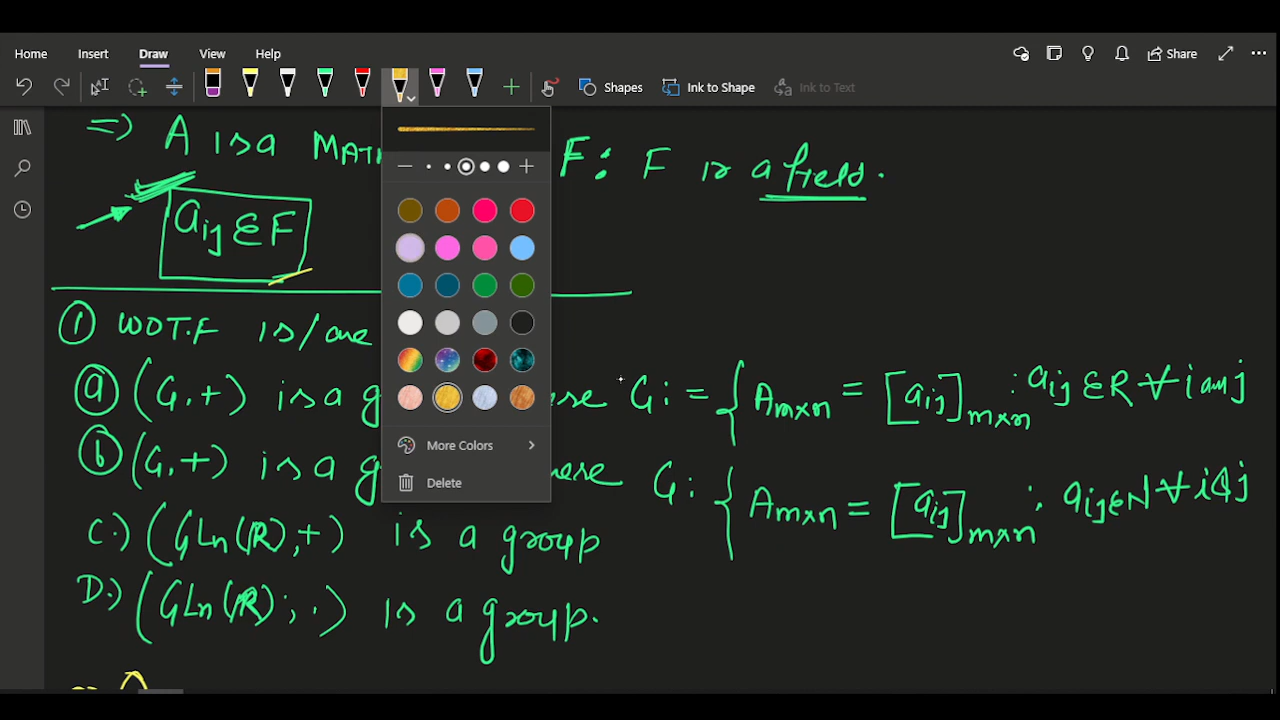 Home Insert Draw View Help Share
Shapes Ink to Shape Ink to Text
=> A is a F: F is a field.
aij ∈ F
① WOT.F is/are
ⓐ (G,+) is a G: = { Amxn = [aij]mxn : aij ∈ R ∀ i and j
ⓑ (G,+) is a G: { Amxn = [aij]mxn : aij ∈ N ∀ i & j
More Colors
Delete
C.) (GLn(R),+) is a group
D.) (GLn(R);.) is a group.